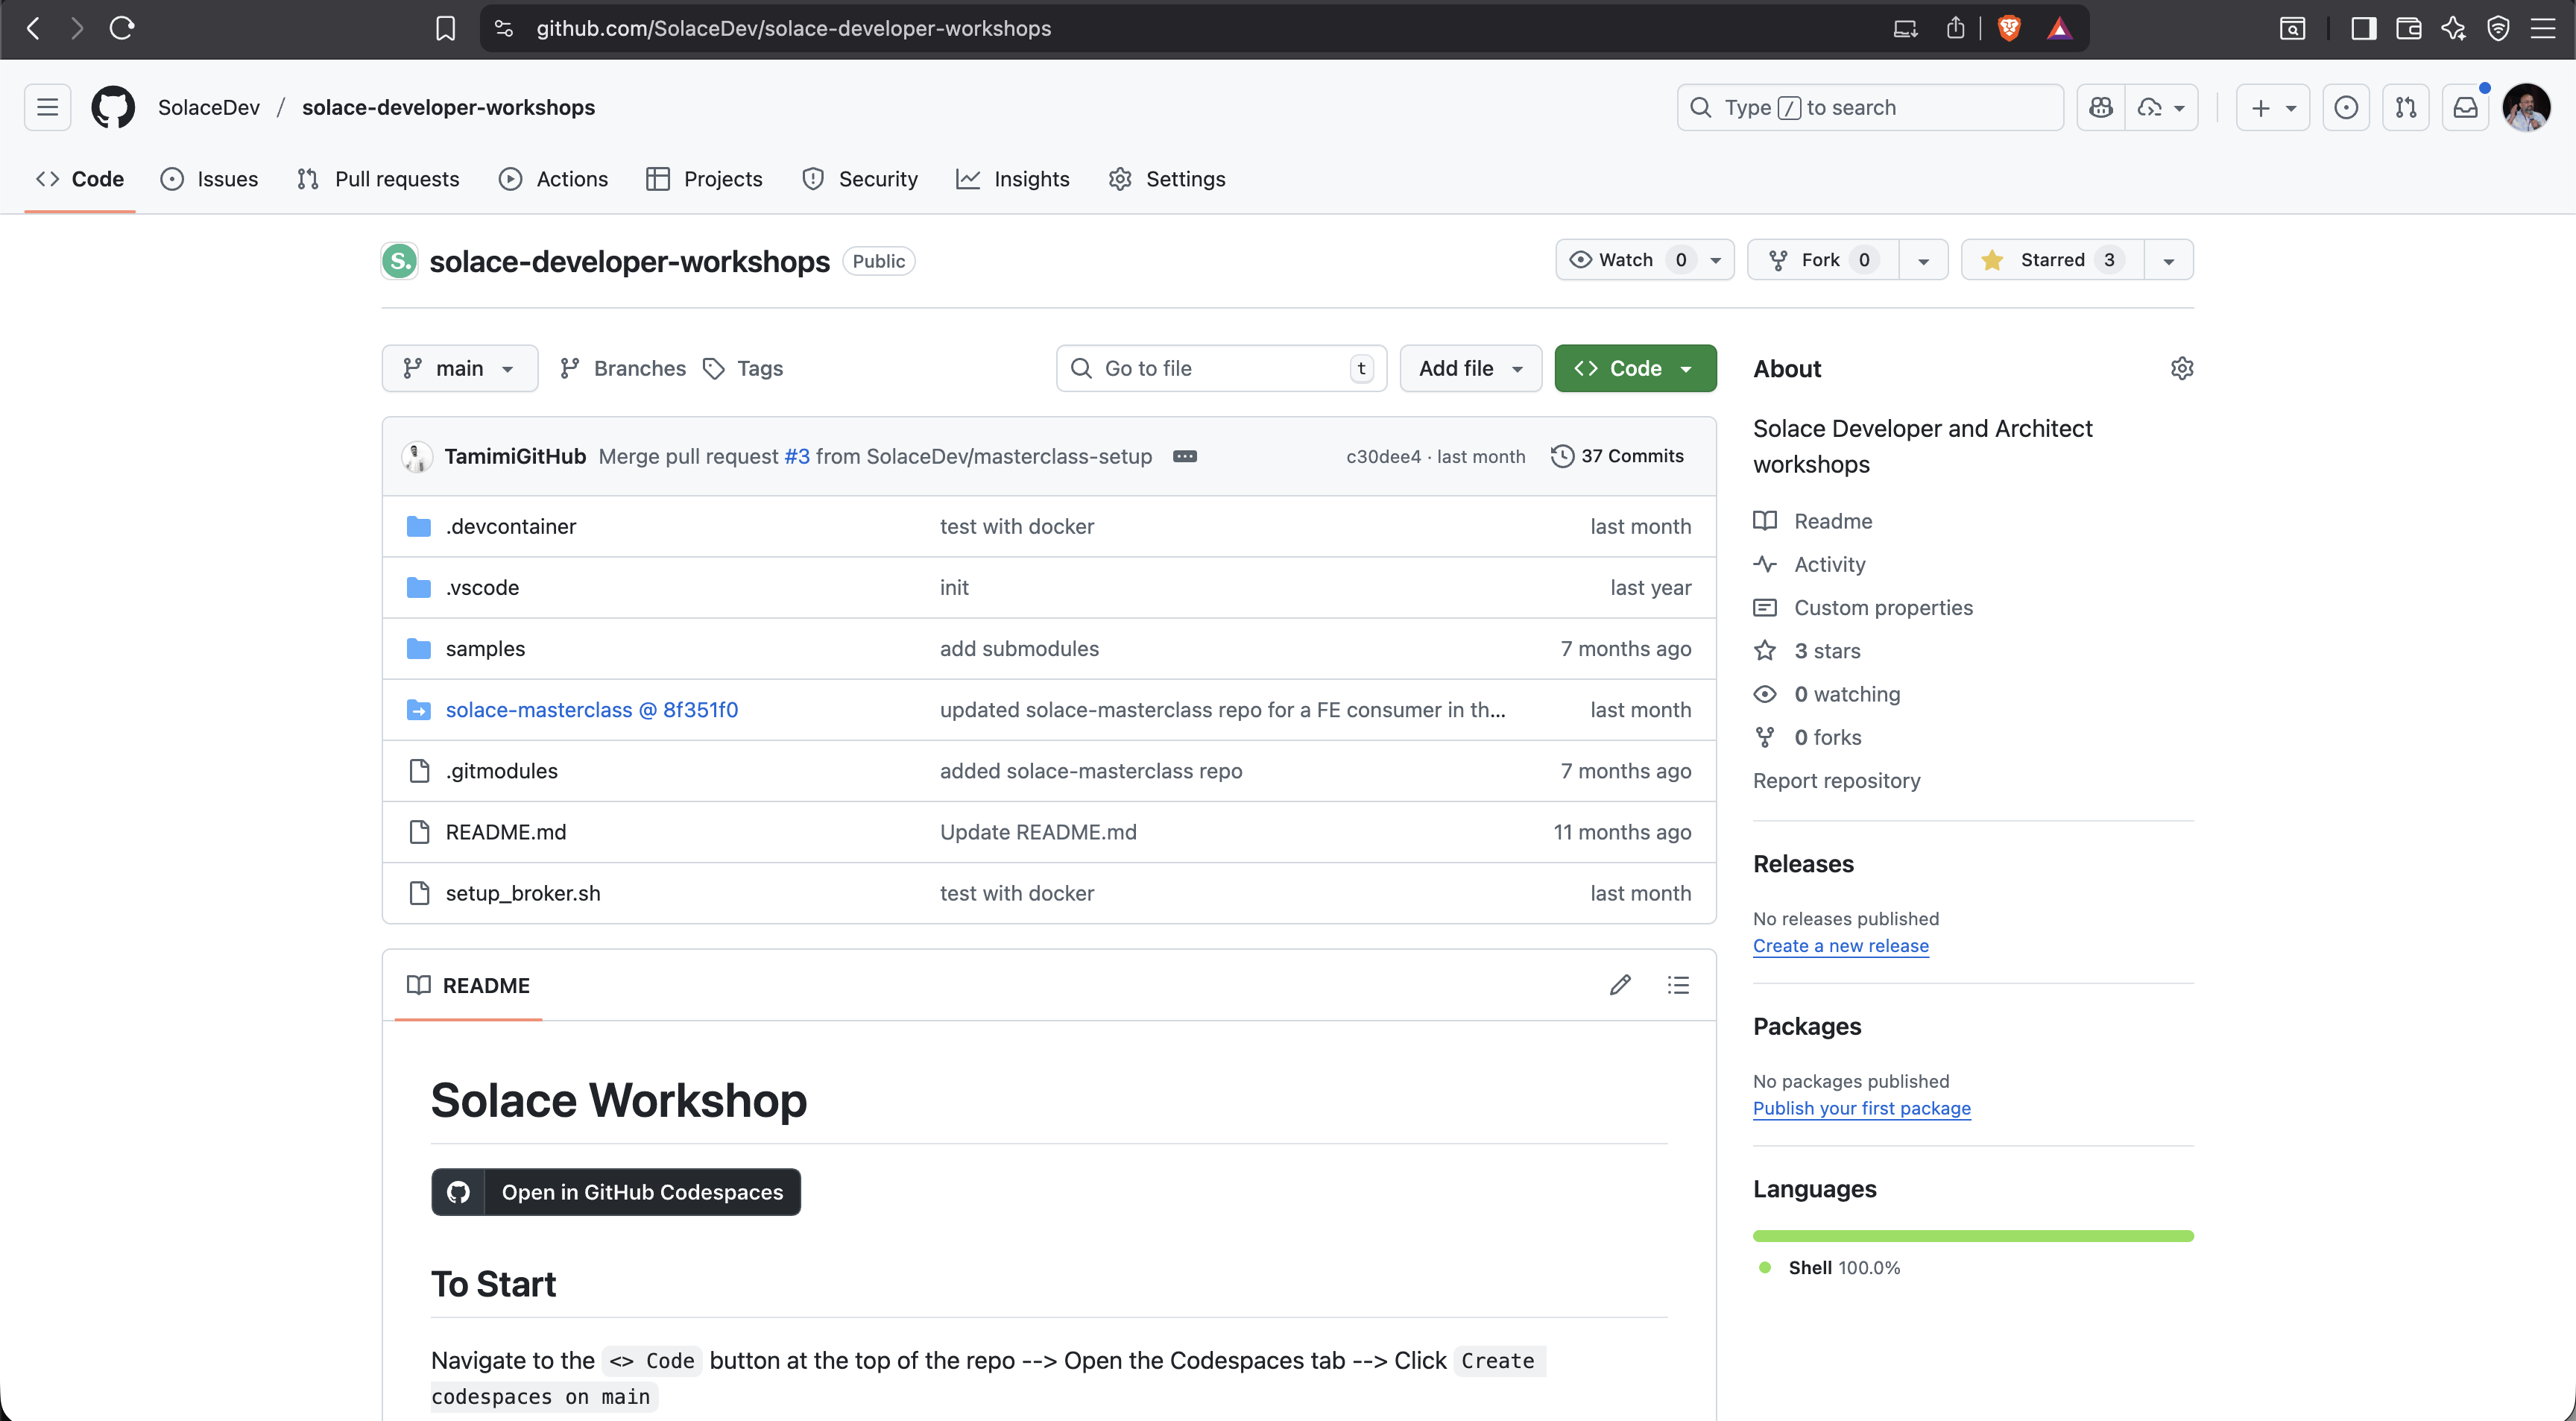 github.com/SolaceDev/solace-developer-workshops
SolaceDev / solace-developer-workshops
Type / to search
Code Issues Pull requests Actions Projects Security Insights Settings
S. solace-developer-workshops Public
Watch 0 Fork 0 Starred 3
main Branches Tags Go to file t Add file Code
TamimiGitHub Merge pull request #3 from SolaceDev/masterclass-setup ... c30dee4 · last month 37 Commits
.devcontainer test with docker last month
.vscode init last year
samples add submodules 7 months ago
solace-masterclass @ 8f351f0 updated solace-masterclass repo for a FE consumer in th... last month
.gitmodules added solace-masterclass repo 7 months ago
README.md Update README.md 11 months ago
setup_broker.sh test with docker last month
README
Solace Workshop
Open in GitHub Codespaces
To Start
Navigate to the <> Code button at the top of the repo --> Open the Codespaces tab --> Click Create
codespaces on main
About
Solace Developer and Architect
workshops
Readme
Activity
Custom properties
3 stars
0 watching
0 forks
Report repository
Releases
No releases published
Create a new release
Packages
No packages published
Publish your first package
Languages
Shell 100.0%